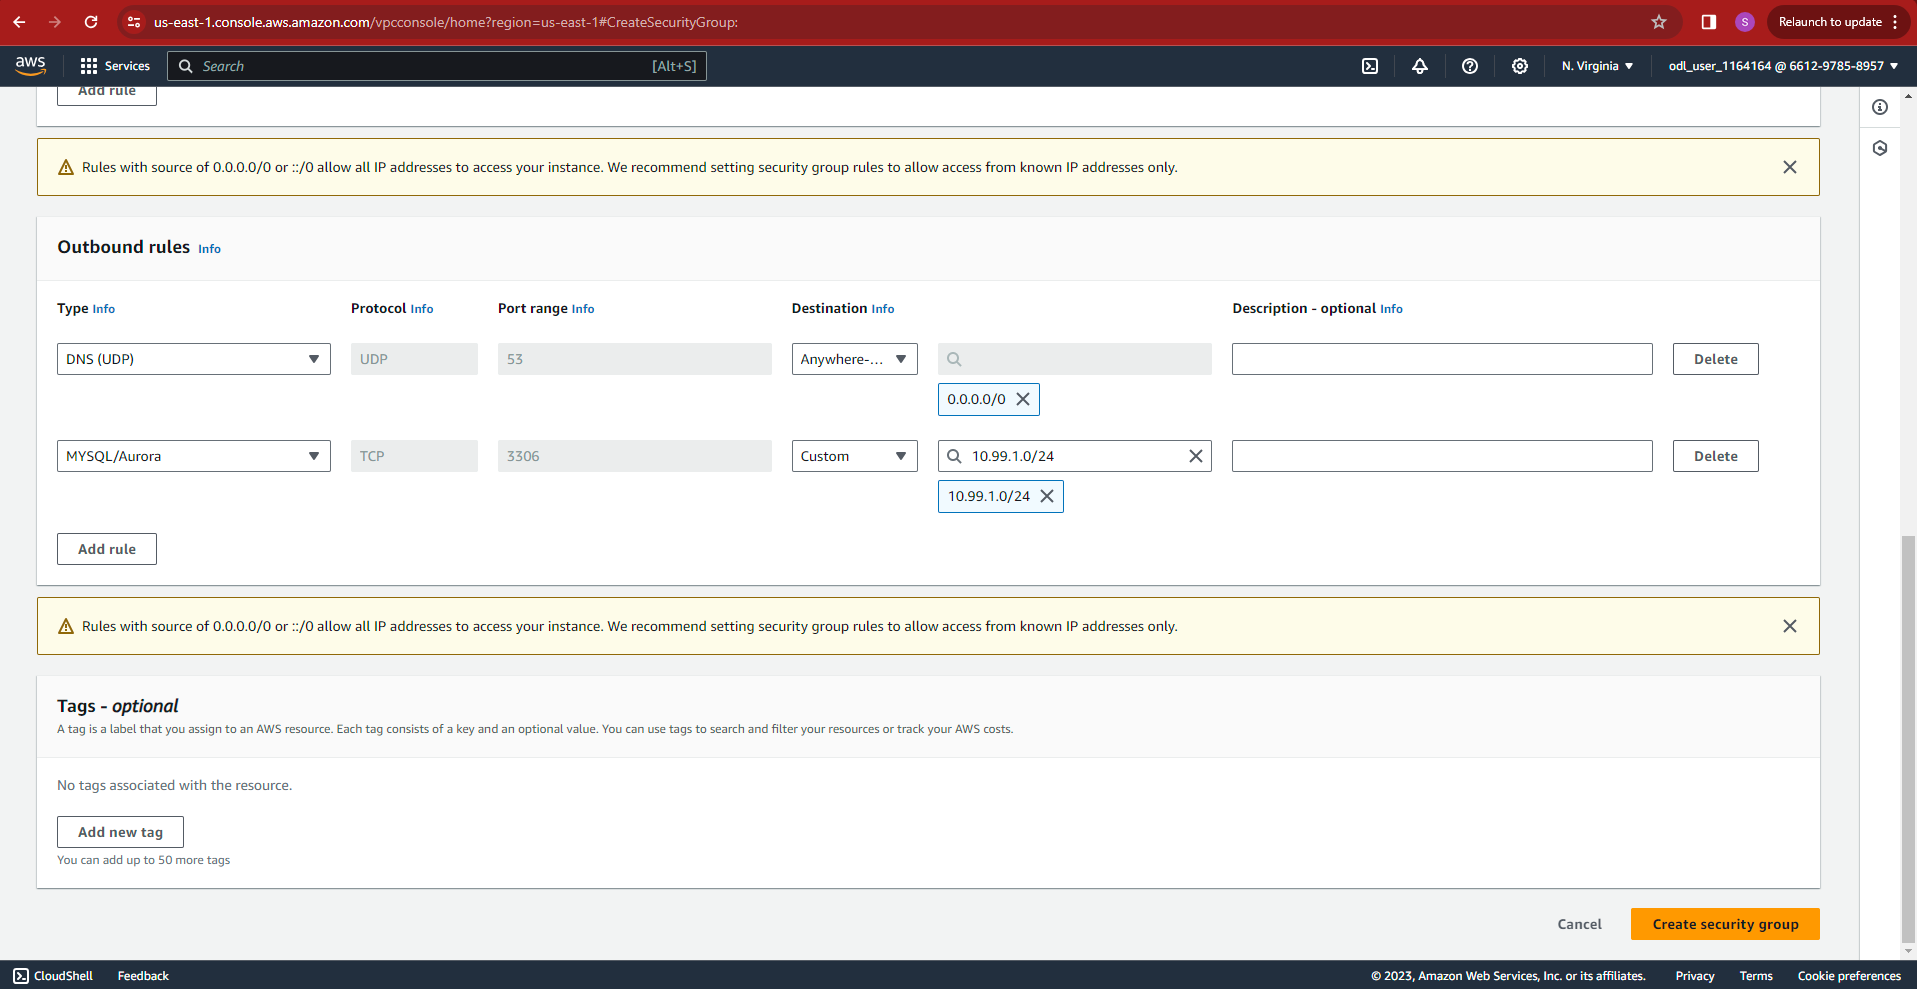 us-east-1.console.aws.amazon.com/vpcconsole/home?region=us-east-1#CreateSecurityGroup:
S
Relaunch to update
aws
Services
Search
[Alt+S]
N. Virginia
odl_user_1164164 @ 6612-9785-8957
Add rule
Rules with source of 0.0.0.0/0 or ::/0 allow all IP addresses to access your instance. We recommend setting security group rules to allow access from known IP addresses only.
Outbound rules Info
Type Info
Protocol Info
Port range Info
Destination Info
Description - optional Info
DNS (UDP)
UDP
53
Anywhere-...
Delete
0.0.0.0/0
MYSQL/Aurora
TCP
3306
Custom
10.99.1.0/24
Delete
10.99.1.0/24
Add rule
Rules with source of 0.0.0.0/0 or ::/0 allow all IP addresses to access your instance. We recommend setting security group rules to allow access from known IP addresses only.
Tags - optional
A tag is a label that you assign to an AWS resource. Each tag consists of a key and an optional value. You can use tags to search and filter your resources or track your AWS costs.
No tags associated with the resource.
Add new tag
You can add up to 50 more tags
Cancel
Create security group
CloudShell
Feedback
© 2023, Amazon Web Services, Inc. or its affiliates.
Privacy
Terms
Cookie preferences